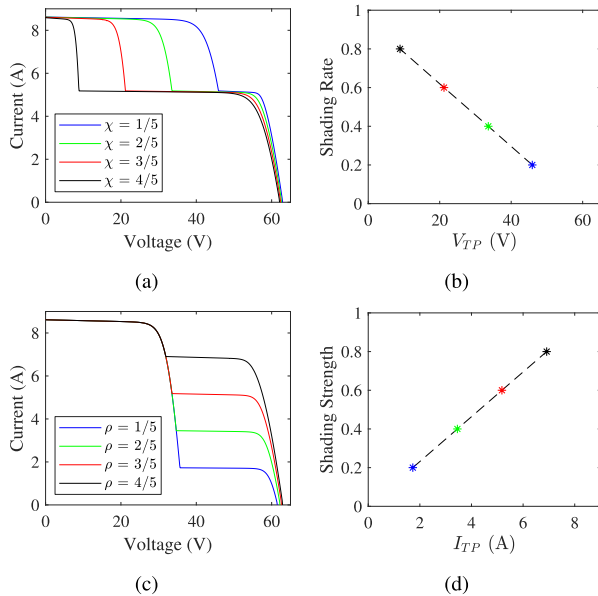 8
6
4
2
0
Current (A)
χ = 1/5
χ = 2/5
χ = 3/5
χ = 4/5
0 20 40 60
Voltage (V)
(a)
1
0.8
0.6
0.4
0.2
0
Shading Rate
0 20 40 60
V_TP (V)
(b)
8
6
4
2
0
Current (A)
ρ = 1/5
ρ = 2/5
ρ = 3/5
ρ = 4/5
0 20 40 60
Voltage (V)
(c)
1
0.8
0.6
0.4
0.2
0
Shading Strength
0 2 4 6 8
I_TP (A)
(d)